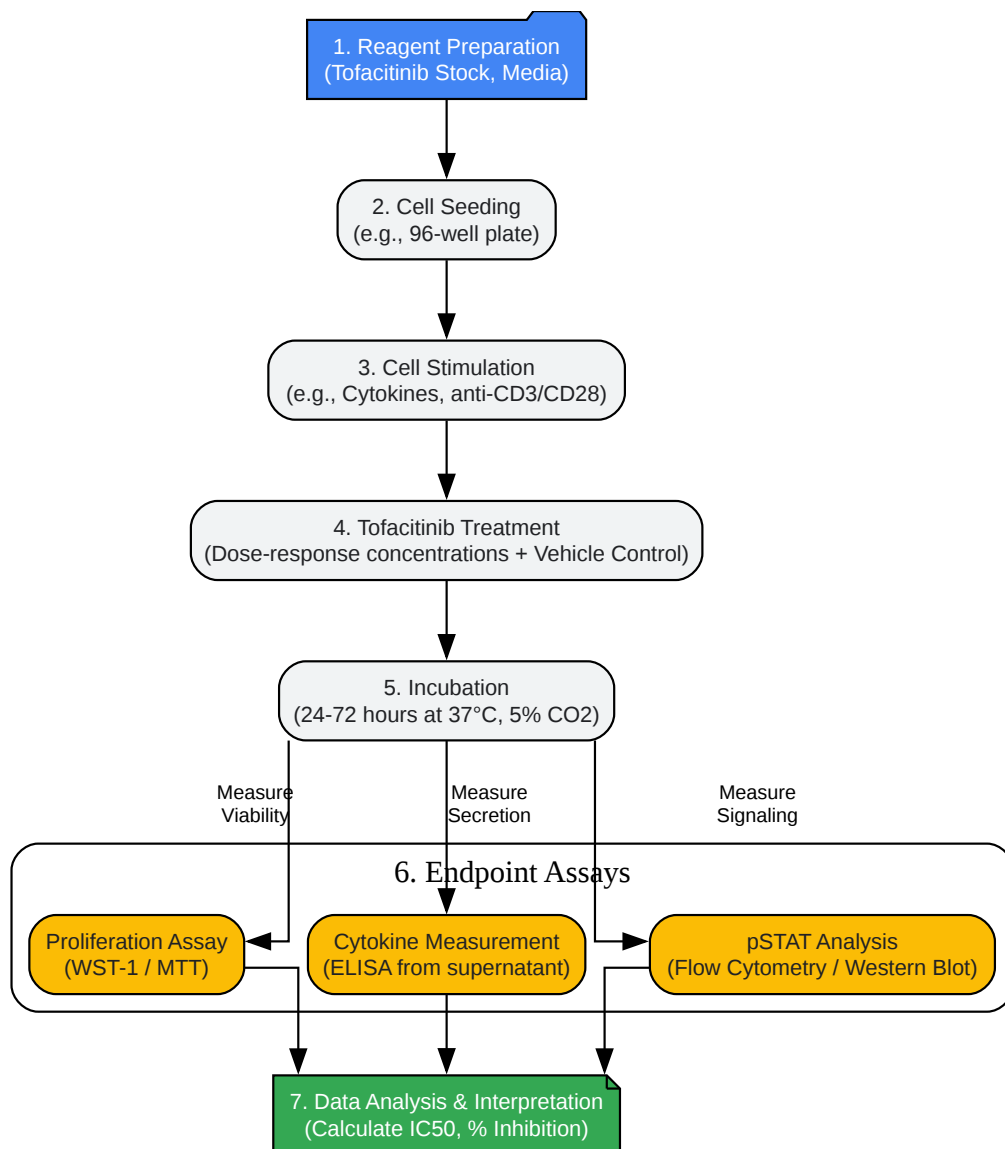 1. Reagent Preparation
(Tofacitinib Stock, Media)
2. Cell Seeding
(e.g., 96-well plate)
3. Cell Stimulation
(e.g., Cytokines, anti-CD3/CD28)
4. Tofacitinib Treatment
(Dose-response concentrations + Vehicle Control)
5. Incubation
(24-72 hours at 37°C, 5% CO2)
Measure
Viability
Measure
Secretion
Measure
Signaling
6. Endpoint Assays
Proliferation Assay
(WST-1 / MTT)
Cytokine Measurement
(ELISA from supernatant)
pSTAT Analysis
(Flow Cytometry / Western Blot)
7. Data Analysis & Interpretation
(Calculate IC50, % Inhibition)